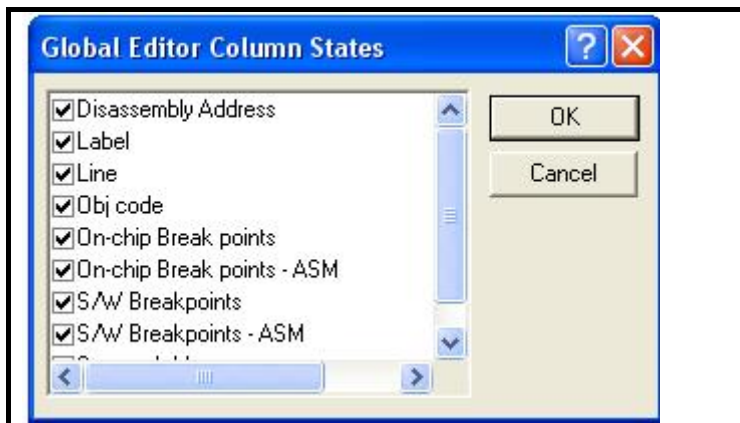 Global Editor Column States
Disassembly Address
Label
Line
Obj code
On-chip Break points
On-chip Break points - ASM
S/W Breakpoints
S/W Breakpoints - ASM
OK
Cancel